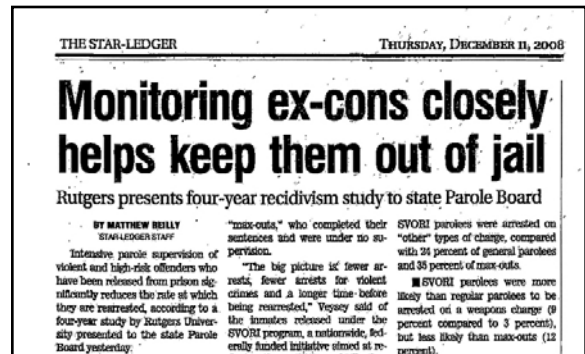 THE STAR-LEDGER
THURSDAY, DECEMBER 11, 2008
Monitoring ex-cons closely
helps keep them out of jail
Rutgers presents four-year recidivism study to state Parole Board
BY MATTHEW REILLY
STAR-LEDGER STAFF
Intensive parole supervision of
violent and high-risk offenders who
have been released from prison sig-
nificantly reduces the rate at which
they are rearrested, according to a
four-year study by Rutgers Univer-
sity presented to the state Parole
Board yesterday.
"max-outs," who completed their
sentences and were under no su-
pervision.
"The big picture is fewer ar-
rests, fewer arrests for violent
crimes and a longer time before
being rearrested," Veysey said of
the inmates released under the
SVORI program, a nationwide, fed-
erally funded initiative aimed at re-
SVORI parolees were arrested on
"other" types of charge, compared
with 24 percent of general parolees
and 35 percent of max-outs.
■ SVORI parolees were more
likely than regular parolees to be
arrested on a weapons charge (9
percent compared to 3 percent),
but less likely than max-outs (12
percent).